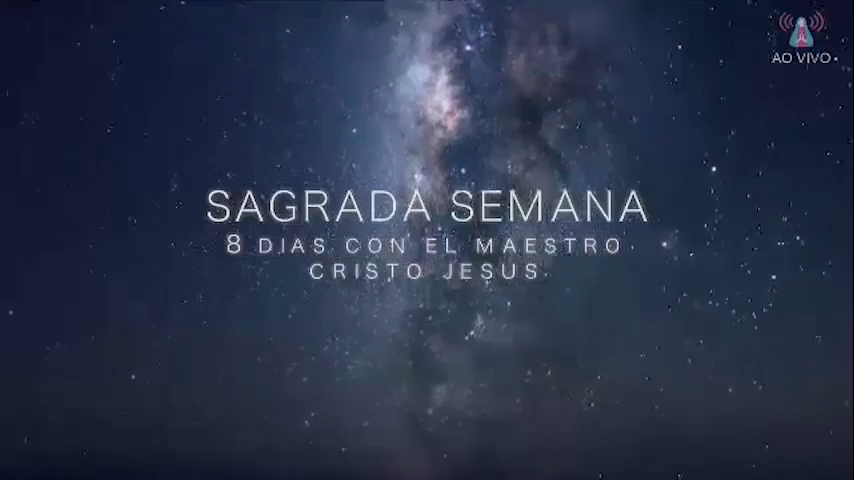 AO VIVO
SAGRADA SEMANA
8 DIAS CON EL MAESTRO
CRISTO JESUS